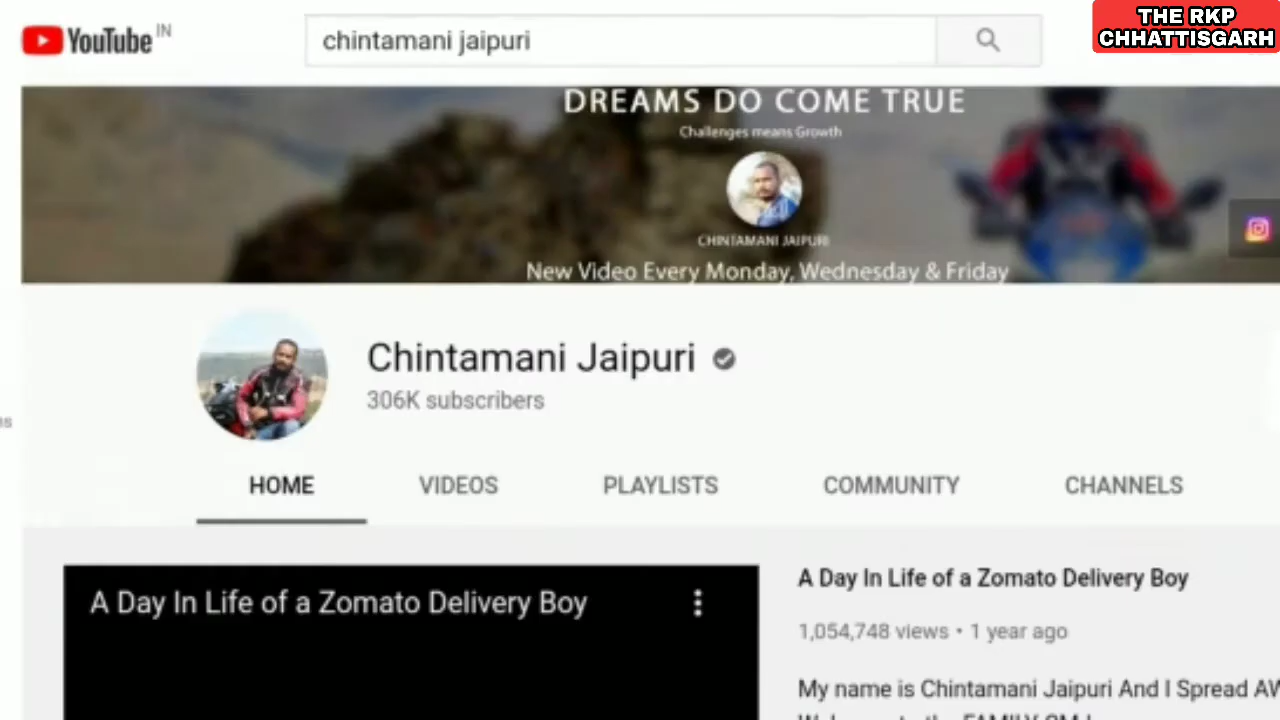 YouTube IN
chintamani jaipuri
THE RKP
CHHATTISGARH
DREAMS DO COME TRUE
Challenges means Growth
CHINTAMANI JAIPURI
New Video Every Monday, Wednesday & Friday
Chintamani Jaipuri
306K subscribers
HOME VIDEOS PLAYLISTS COMMUNITY CHANNELS
A Day In Life of a Zomato Delivery Boy
A Day In Life of a Zomato Delivery Boy
1,054,748 views • 1 year ago
My name is Chintamani Jaipuri And I Spread